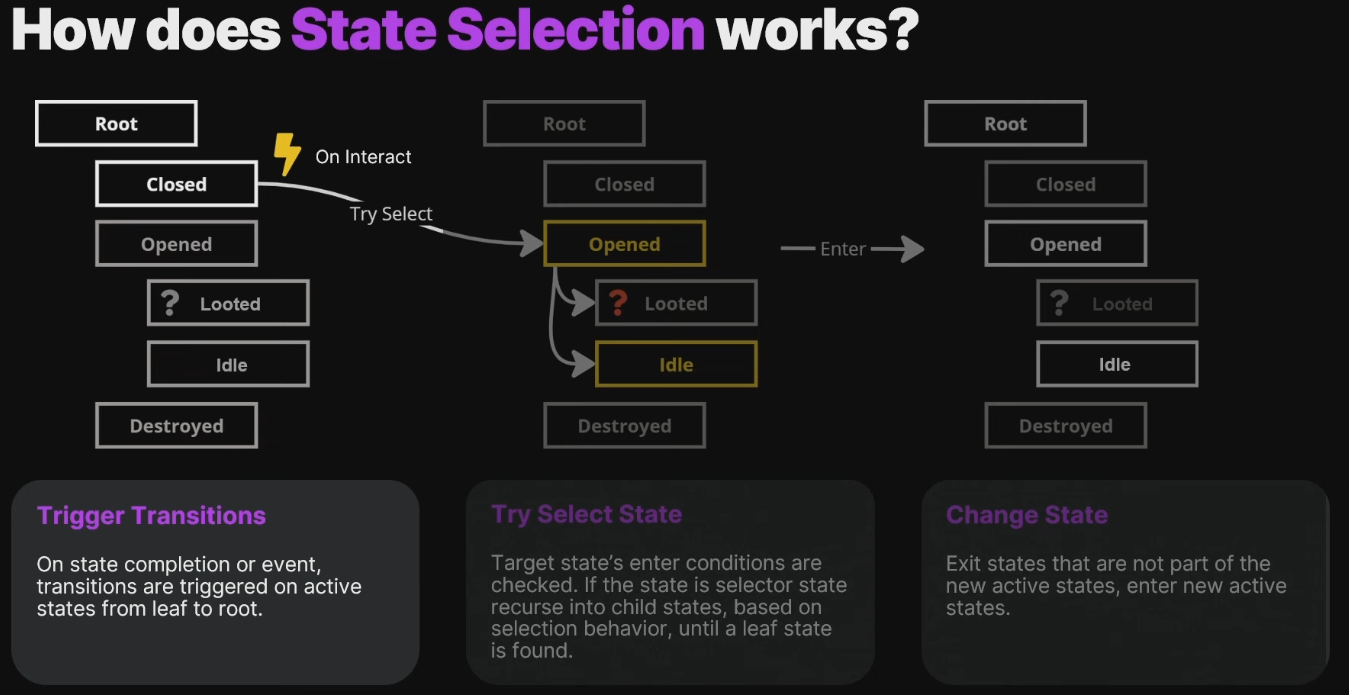 How does State Selection works?
Root
Closed
On Interact
Try Select
Opened
? Looted
Idle
Destroyed
Root
Closed
Opened
? Looted
Idle
Destroyed
Enter
Root
Closed
Opened
? Looted
Idle
Destroyed
Trigger Transitions
On state completion or event,
transitions are triggered on active
states from leaf to root.
Try Select State
Target state’s enter conditions are
checked. If the state is selector state
recurse into child states, based on
selection behavior, until a leaf state
is found.
Change State
Exit states that are not part of the
new active states, enter new active
states.